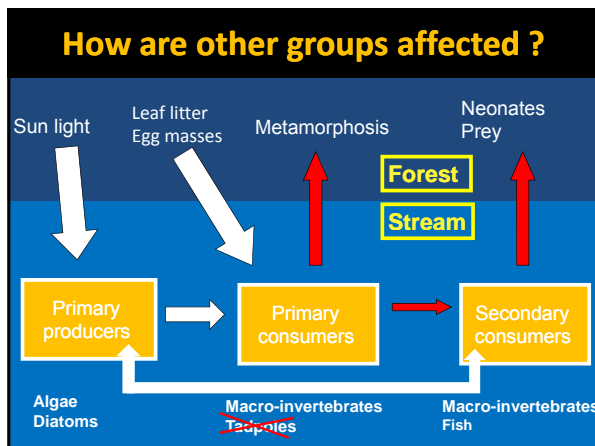 How are other groups affected ?
Sun light
Leaf litter
Egg masses
Metamorphosis
Neonates
Prey
Forest
Stream
Primary
producers
Primary
consumers
Secondary
consumers
Algae
Diatoms
Macro-invertebrates
Tadpoles
Macro-invertebrates
Fish